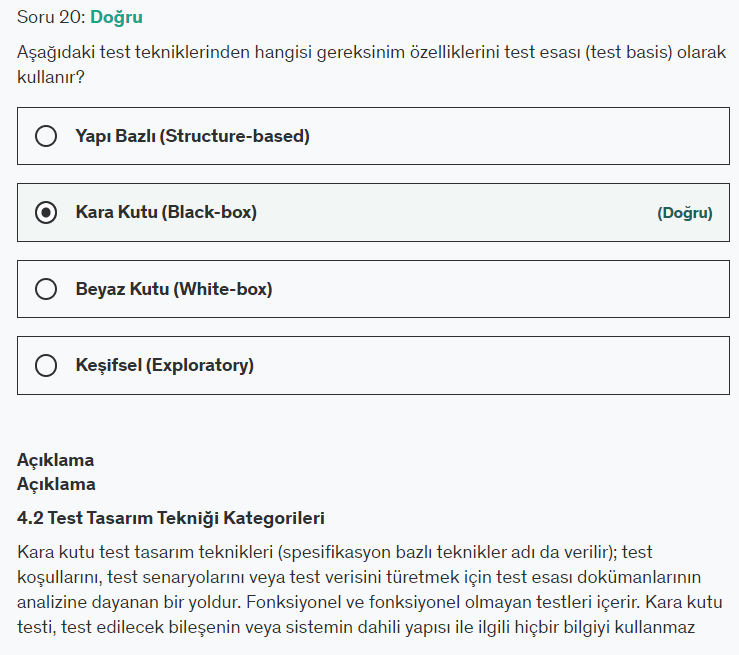 Soru 20: Doğru
Aşağıdaki test tekniklerinden hangisi gereksinim özelliklerini test esası (test basis) olarak
kullanır?
Yapı Bazlı (Structure-based)
Kara Kutu (Black-box)
(Doğru)
Beyaz Kutu (White-box)
Keşifsel (Exploratory)
Açıklama
Açıklama
4.2 Test Tasarım Tekniği Kategorileri
Kara kutu test tasarım teknikleri (spesifikasyon bazlı teknikler adı da verilir); test
koşullarını, test senaryolarını veya test verisini türetmek için test esası dokümanlarının
analizine dayanan bir yoldur. Fonksiyonel ve fonksiyonel olmayan testleri içerir. Kara kutu
testi, test edilecek bileşenin veya sistemin dahili yapısı ile ilgili hiçbir bilgiyi kullanmaz